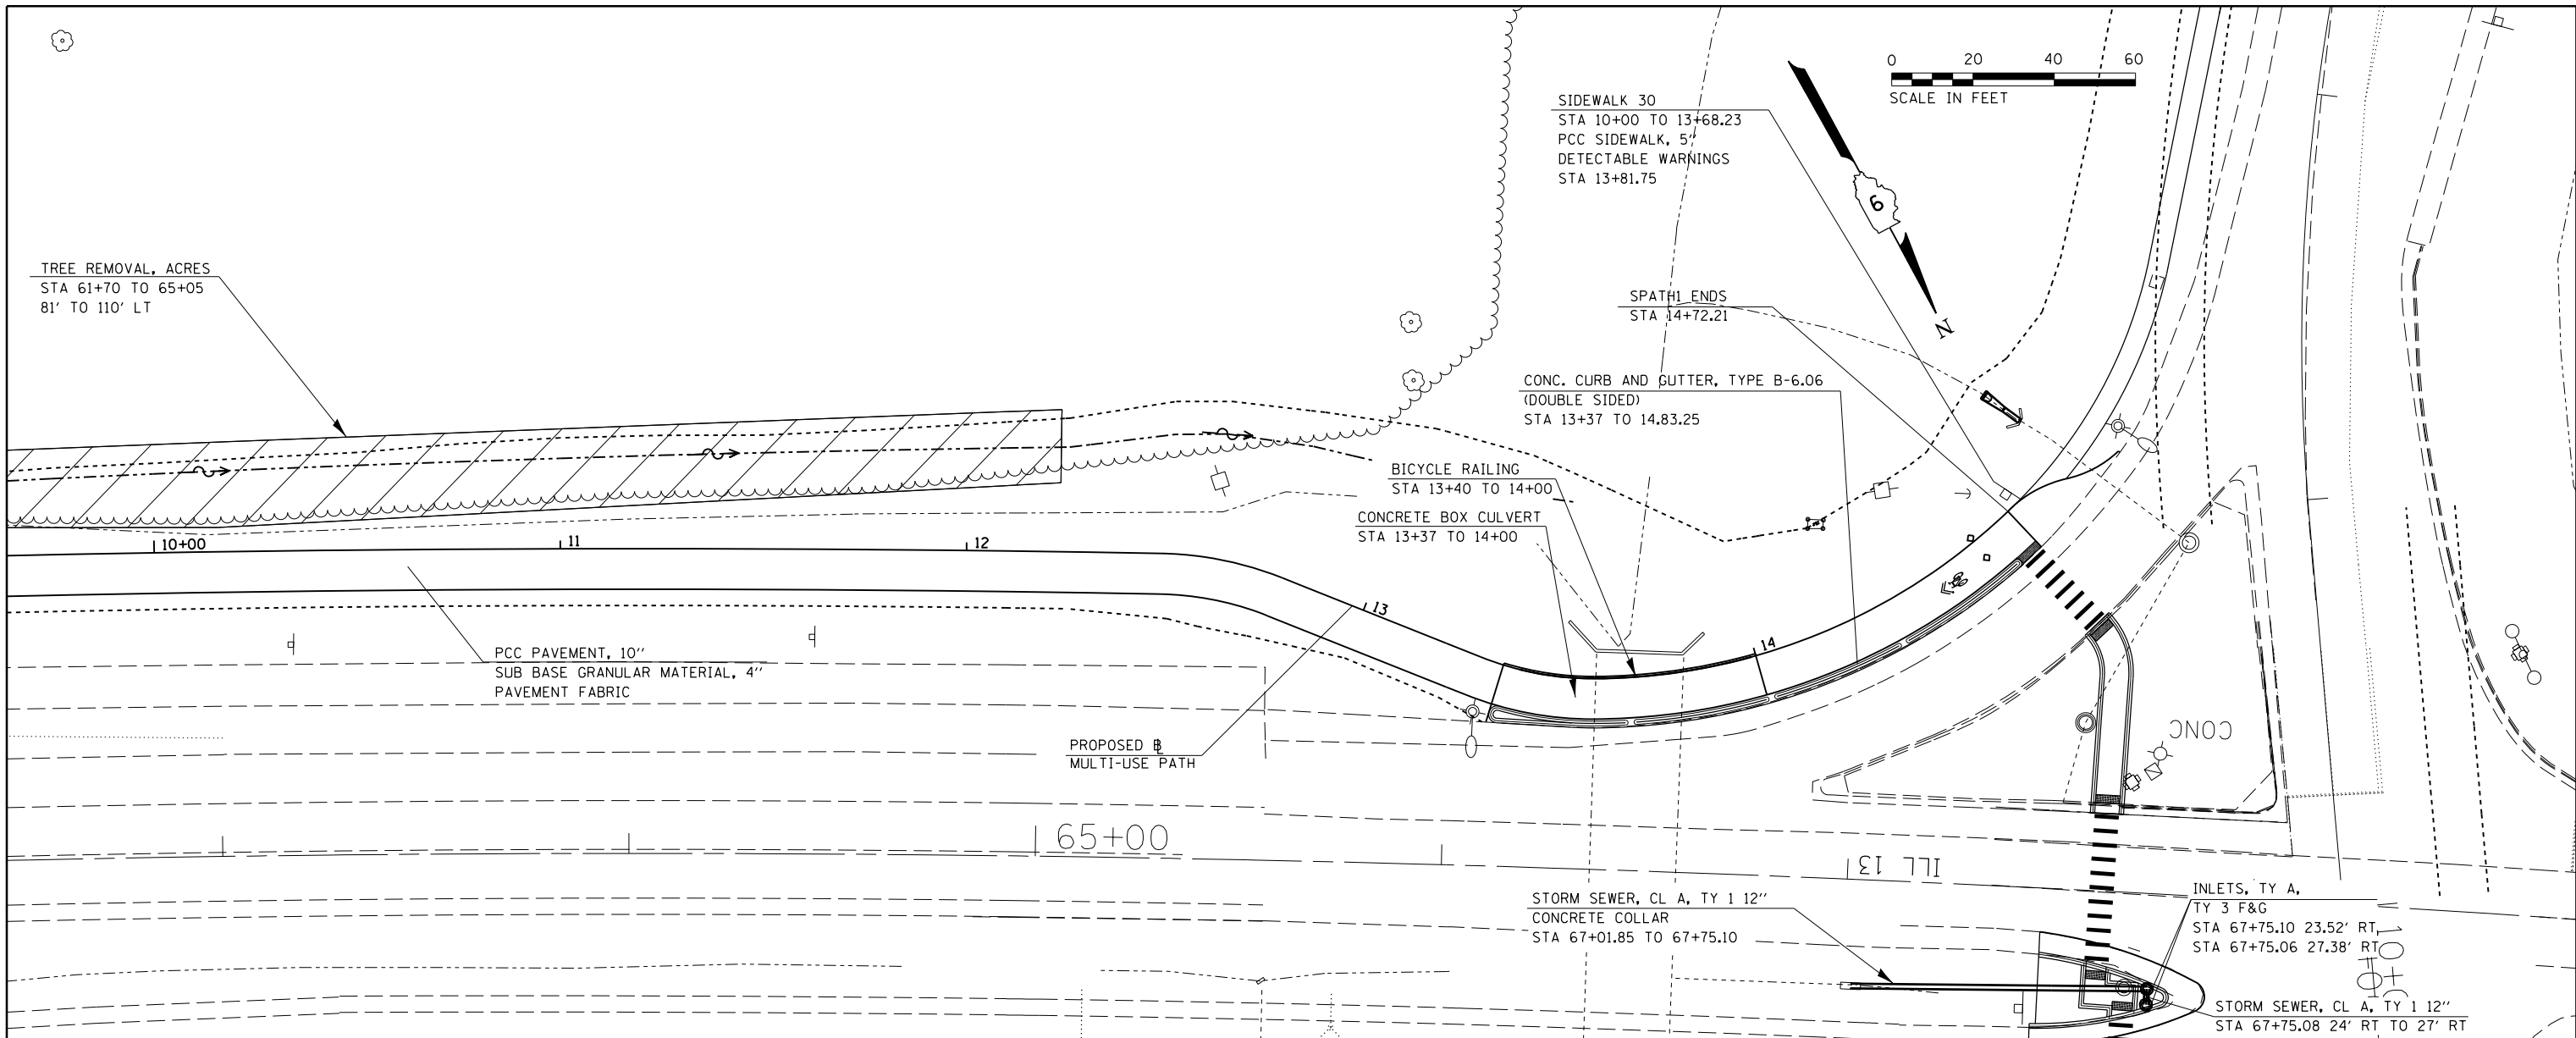 0 20 40 60
SCALE IN FEET
SIDEWALK 30
STA 10+00 TO 13+68.23
PCC SIDEWALK, 5"
DETECTABLE WARNINGS
STA 13+81.75
6
N
TREE REMOVAL, ACRES
STA 61+70 TO 65+05
81' TO 110' LT
SPATH1 ENDS
STA 14+72.21
CONC. CURB AND GUTTER, TYPE B-6.06
(DOUBLE SIDED)
STA 13+37 TO 14.83.25
BICYCLE RAILING
STA 13+40 TO 14+00
CONCRETE BOX CULVERT
STA 13+37 TO 14+00
10+00
11
12
13
14
PCC PAVEMENT, 10"
SUB BASE GRANULAR MATERIAL, 4"
PAVEMENT FABRIC
PROPOSED ℄
MULTI-USE PATH
CONC
65+00
ILL 13
STORM SEWER, CL A, TY 1 12"
CONCRETE COLLAR
STA 67+01.85 TO 67+75.10
INLETS, TY A,
TY 3 F&G
STA 67+75.10 23.52' RT
STA 67+75.06 27.38' RT
STORM SEWER, CL A, TY 1 12"
STA 67+75.08 24' RT TO 27' RT